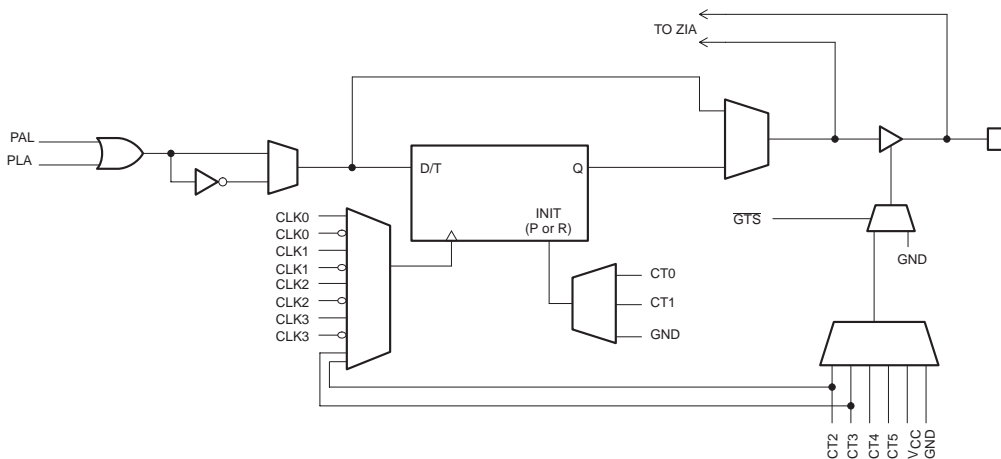 TO ZIA
PAL
PLA
D/T
Q
INIT
(P or R)
CLK0
CLK0
CLK1
CLK1
CLK2
CLK2
CLK3
CLK3
CT0
CT1
GND
GTS
GND
CT2
CT3
CT4
CT5
VCC
GND